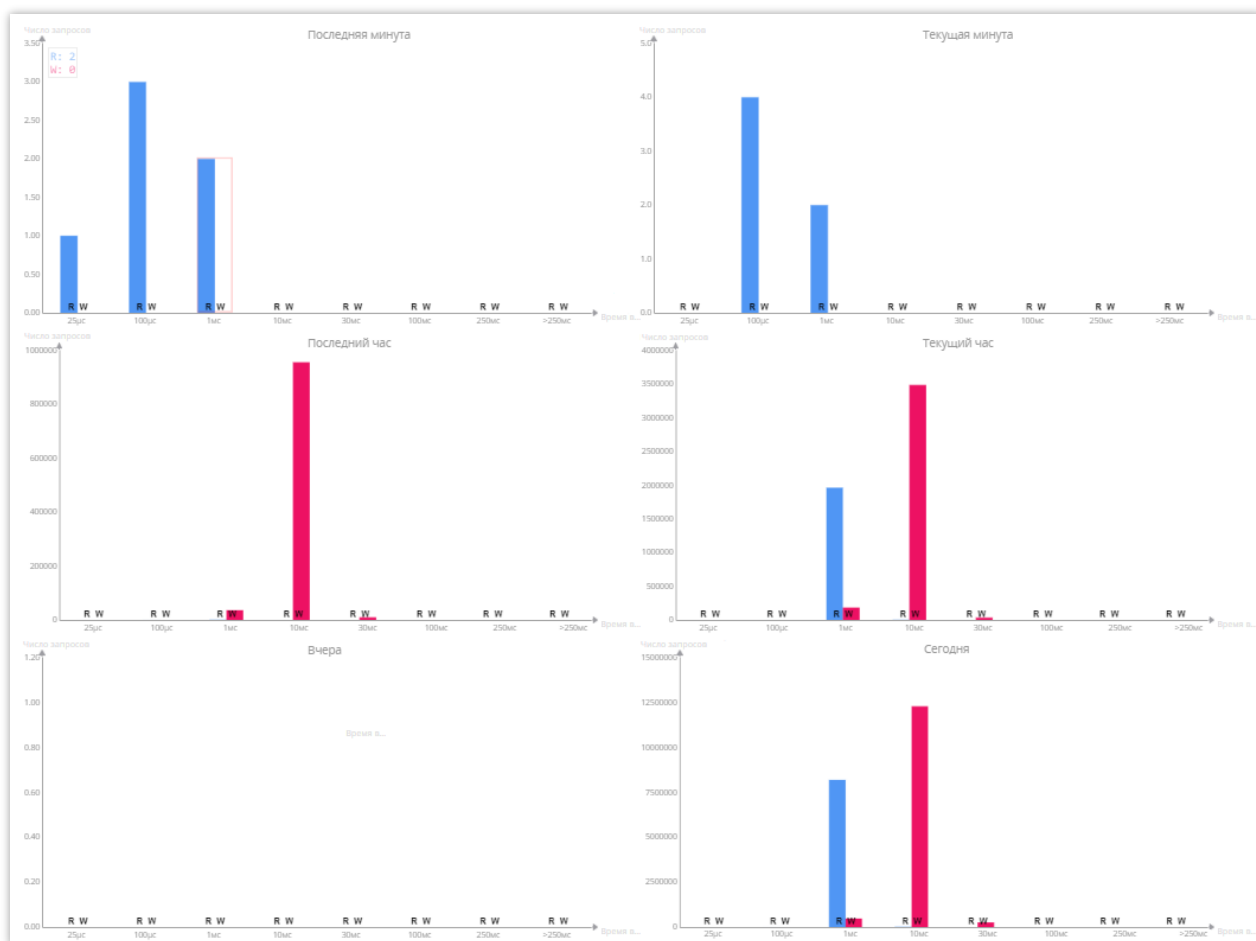 Число запросов
Последняя минута
3.50
R: 2
W: 0
3.00
2.50
2.00
1.50
1.00
0.50
0.00
R W R W R W R W R W R W R W R W
25µс 100µс 1мс 10мс 30мс 100мс 250мс >250мс
Время в...
Число запросов
Текущая минута
5.0
4.0
3.0
2.0
1.0
0.0
R W R W R W R W R W R W R W R W
25µс 100µс 1мс 10мс 30мс 100мс 250мс >250мс
Время в...
Число запросов
Последний час
1000000
800000
600000
400000
200000
0
R W R W R W R W R W R W R W R W
25µс 100µс 1мс 10мс 30мс 100мс 250мс >250мс
Время в...
Число запросов
Текущий час
4000000
3500000
3000000
2500000
2000000
1500000
1000000
500000
0
R W R W R W R W R W R W R W R W
25µс 100µс 1мс 10мс 30мс 100мс 250мс >250мс
Время в...
Число запросов
Вчера
1.20
1.00
Время в...
0.80
0.60
0.40
0.20
0.00
R W R W R W R W R W R W R W R W
25µс 100µс 1мс 10мс 30мс 100мс 250мс >250мс
Время в...
Число запросов
Сегодня
15000000
12500000
10000000
7500000
5000000
2500000
0
R W R W R W R W R W R W R W R W
25µс 100µс 1мс 10мс 30мс 100мс 250мс >250мс
Время в...